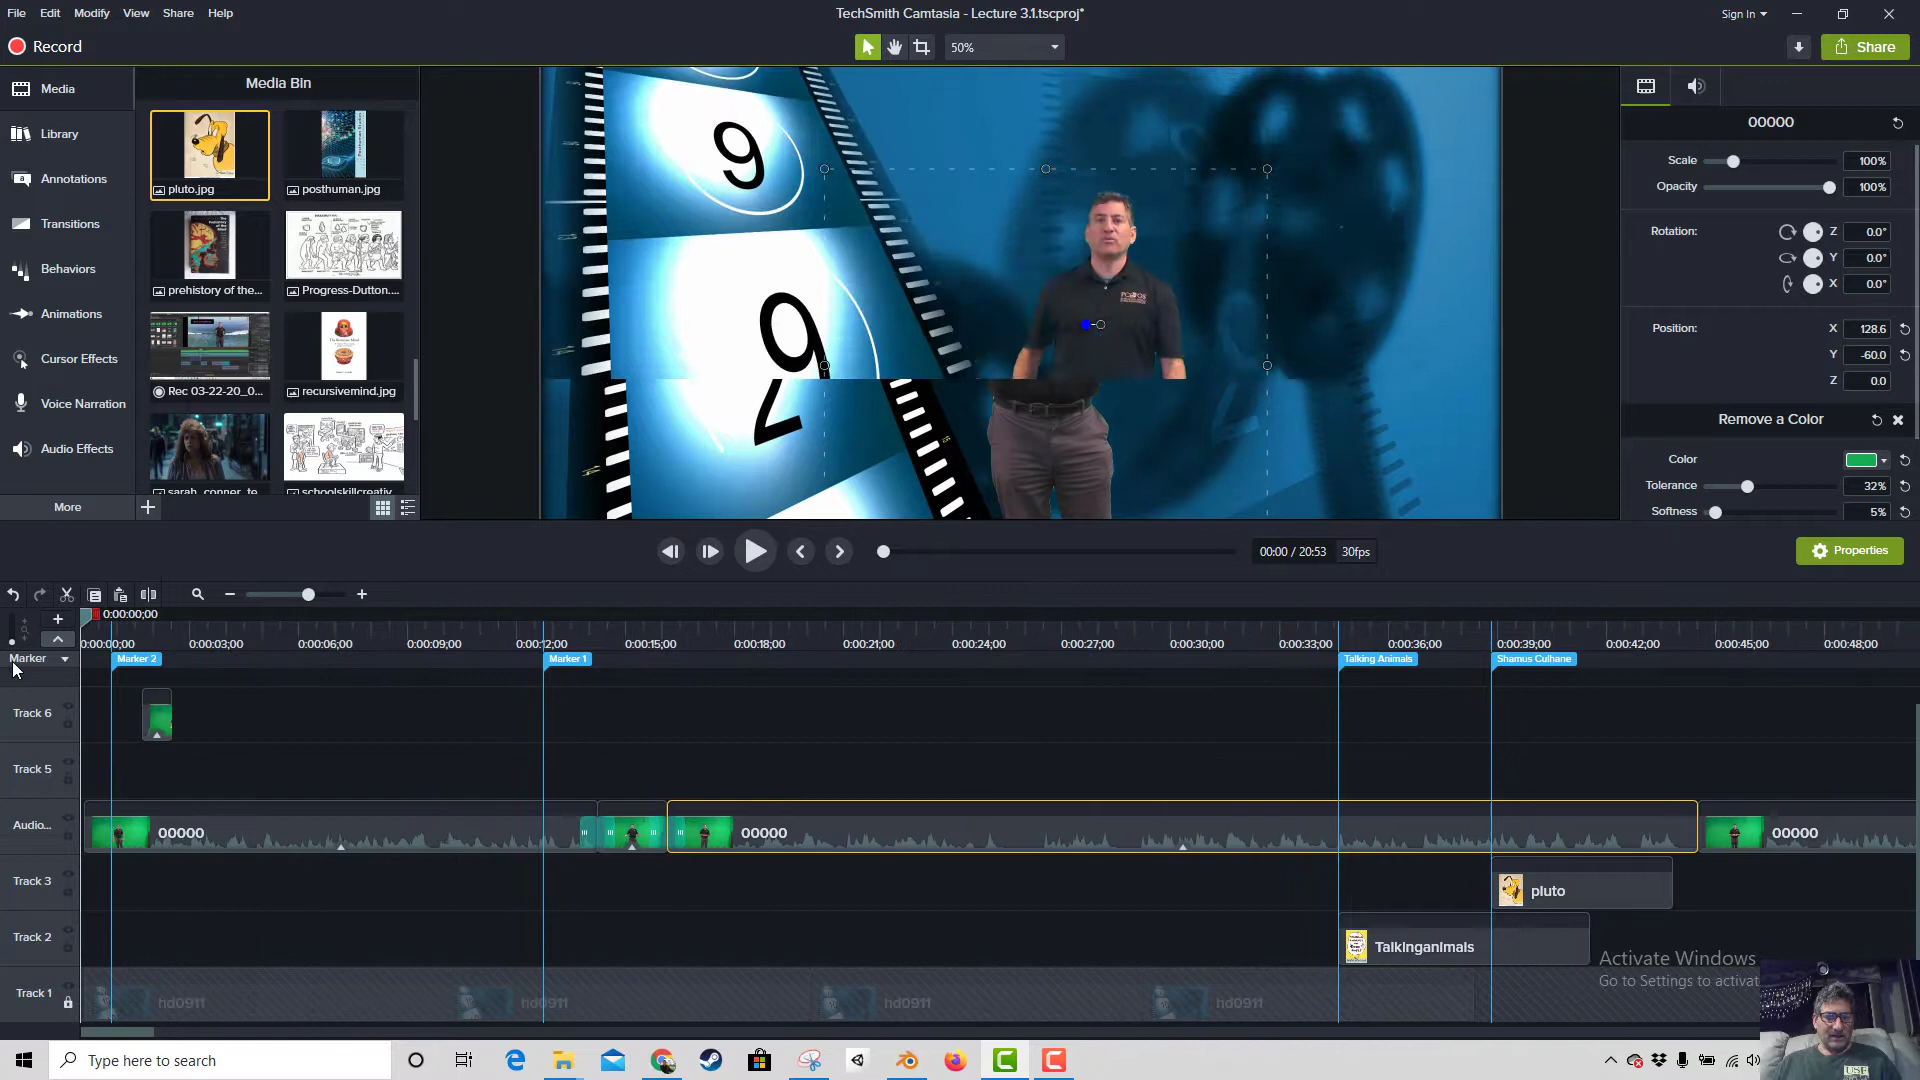 File Edit Modify View Share Help
TechSmith Camtasia - Lecture 3.1.tscproj*
Sign In
Record
50%
Share
Media
Library
Annotations
Transitions
Behaviors
Animations
Cursor Effects
Voice Narration
Audio Effects
More
Media Bin
pluto.jpg
posthuman.jpg
prehistory of the...
Progress-Dutton....
Rec 03-22-20_0...
recursivemind.jpg
9
6
7
00000
Scale 100%
Opacity 100%
Rotation: Z 0.0°
Y 0.0°
X 0.0°
Position: X 128.6
Y -60.0
Z 0.0
Remove a Color
Color
Tolerance 32%
Softness 5%
00:00 / 20:53 30fps
Properties
0:00:00;00
0:00:00;00 0:00:03;00 0:00:06;00 0:00:09;00 0:00:12;00 0:00:15;00 0:00:18;00 0:00:21;00 0:00:24;00 0:00:27;00 0:00:30;00 0:00:33;00 0:00:36;00 0:00:39;00 0:00:42;00 0:00:45;00 0:00:48;00
Marker
Marker 2
Marker 1
Talking Animals
Shamus Culhane
Track 6
Track 5
Audio...
00000
00000
00000
Track 3
pluto
Track 2
Talkinganimals
Track 1
hd0911
hd0911
hd0911
hd0911
Activate Windows
Go to Settings to activat
Type here to search